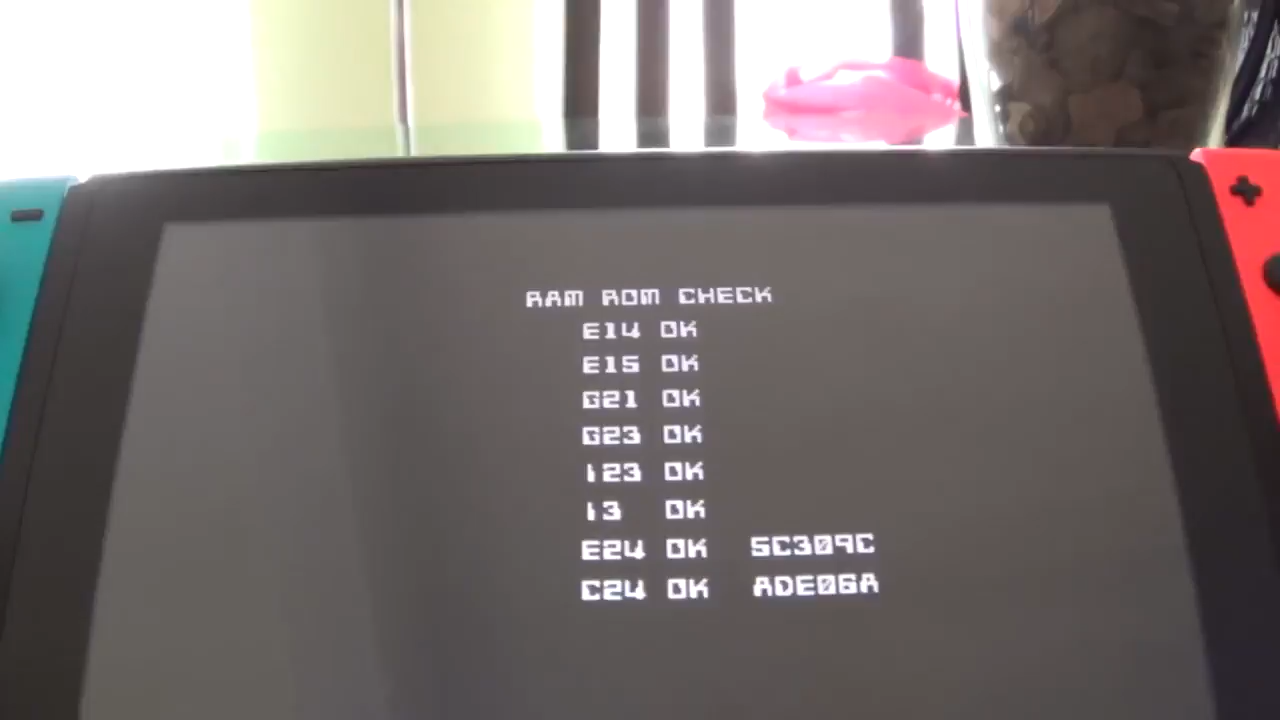 RAM ROM CHECK
E14 OK
E15 OK
G21 OK
G23 OK
I23 OK
I3 OK
E24 OK 5C309C
C24 OK ADE06A